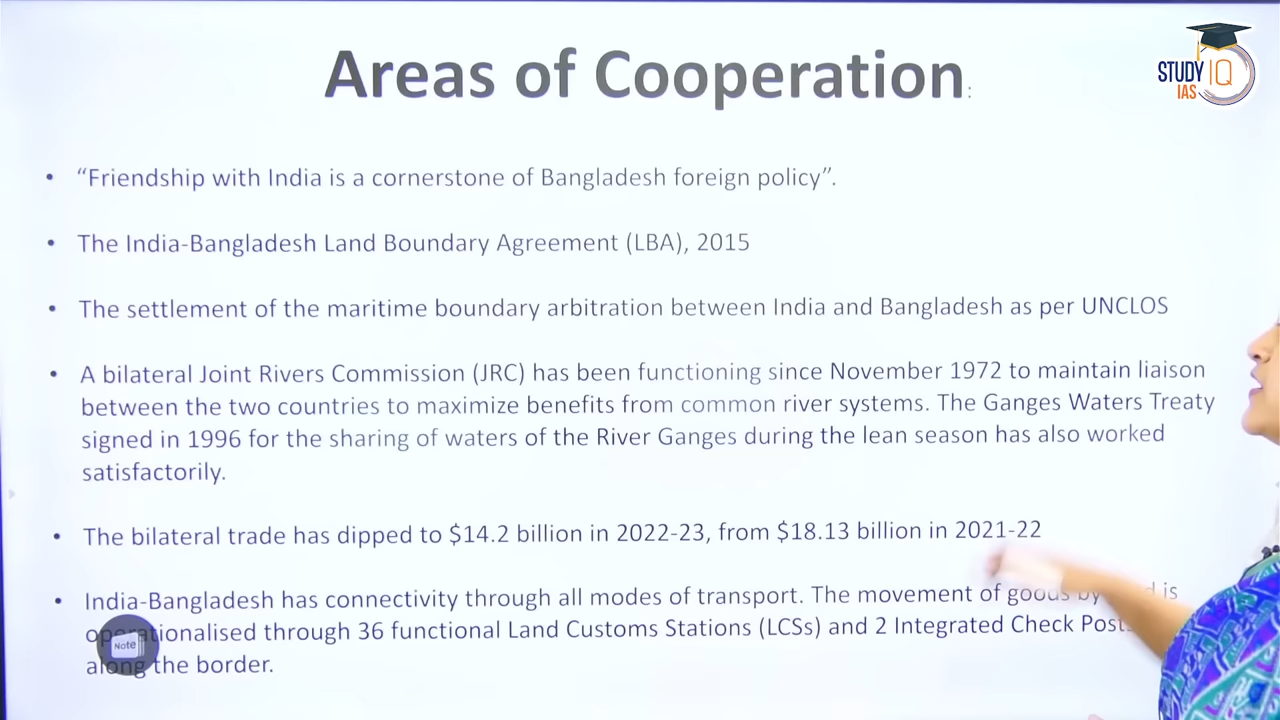 Areas of Cooperation:
STUDY IQ
IAS
• “Friendship with India is a cornerstone of Bangladesh foreign policy”.
• The India-Bangladesh Land Boundary Agreement (LBA), 2015
• The settlement of the maritime boundary arbitration between India and Bangladesh as per UNCLOS
• A bilateral Joint Rivers Commission (JRC) has been functioning since November 1972 to maintain liaison
between the two countries to maximize benefits from common river systems. The Ganges Waters Treaty
signed in 1996 for the sharing of waters of the River Ganges during the lean season has also worked
satisfactorily.
• The bilateral trade has dipped to $14.2 billion in 2022-23, from $18.13 billion in 2021-22
• India-Bangladesh has connectivity through all modes of transport. The movement of goods by is
operationalised through 36 functional Land Customs Stations (LCSs) and 2 Integrated Check Posts
along the border.
Note